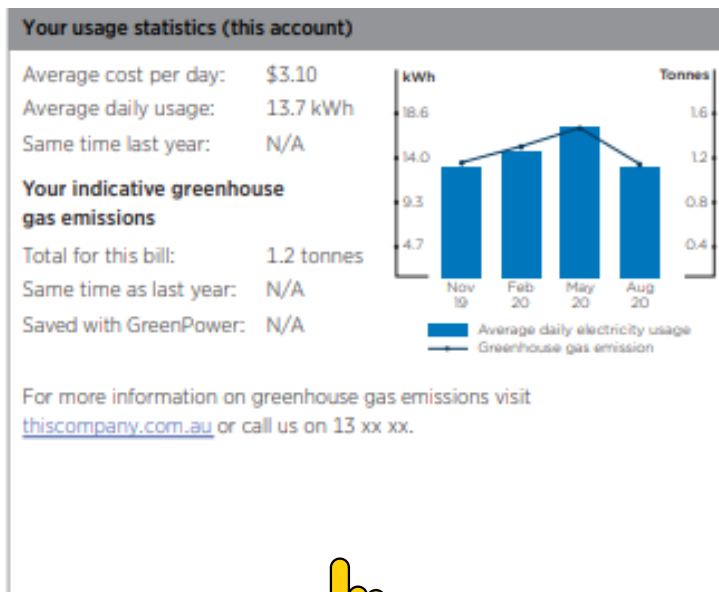 Your usage statistics (this account)
Average cost per day: $3.10
Average daily usage: 13.7 kWh
Same time last year: N/A
Your indicative greenhouse
gas emissions
Total for this bill: 1.2 tonnes
Same time as last year: N/A
Saved with GreenPower: N/A
kWh Tonnes
18.6 1.6
14.0 1.2
9.3 0.8
4.7 0.4
Nov Feb May Aug
19 20 20 20
Average daily electricity usage
Greenhouse gas emission
For more information on greenhouse gas emissions visit
thiscompany.com.au or call us on 13 xx xx.